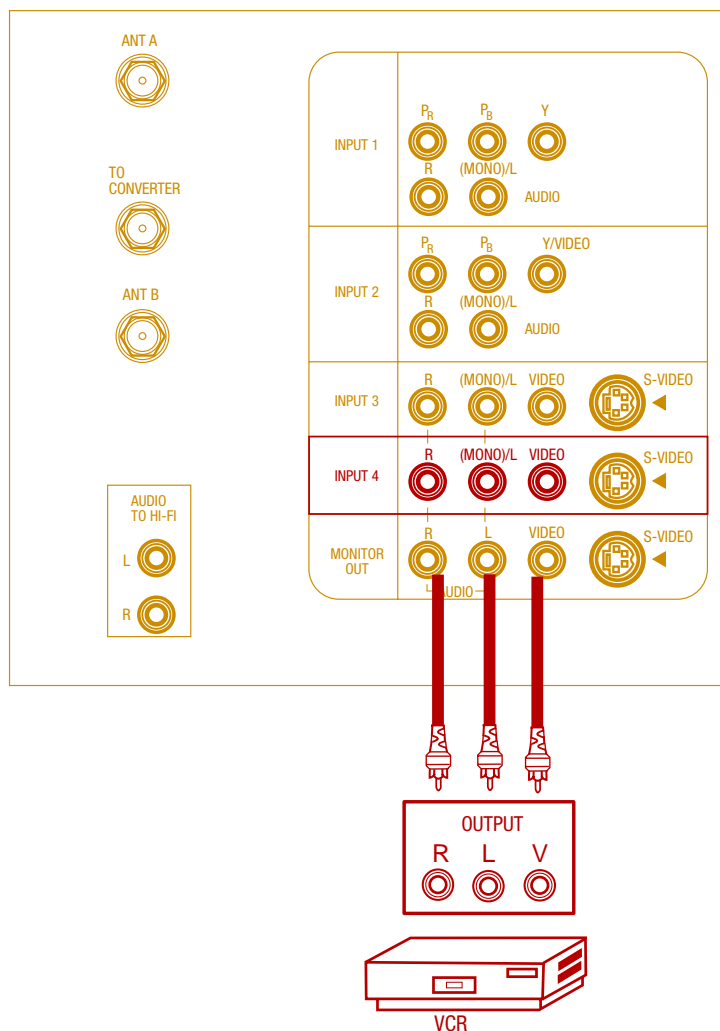 ANT A
TO
CONVERTER
ANT B
AUDIO
TO HI-FI
L
R
INPUT 1
PR PB Y
R (MONO)/L AUDIO
INPUT 2
PR PB Y/VIDEO
R (MONO)/L AUDIO
INPUT 3
R (MONO)/L VIDEO S-VIDEO
INPUT 4
R (MONO)/L VIDEO S-VIDEO
MONITOR
OUT
R L VIDEO S-VIDEO
AUDIO
OUTPUT
R L V
VCR